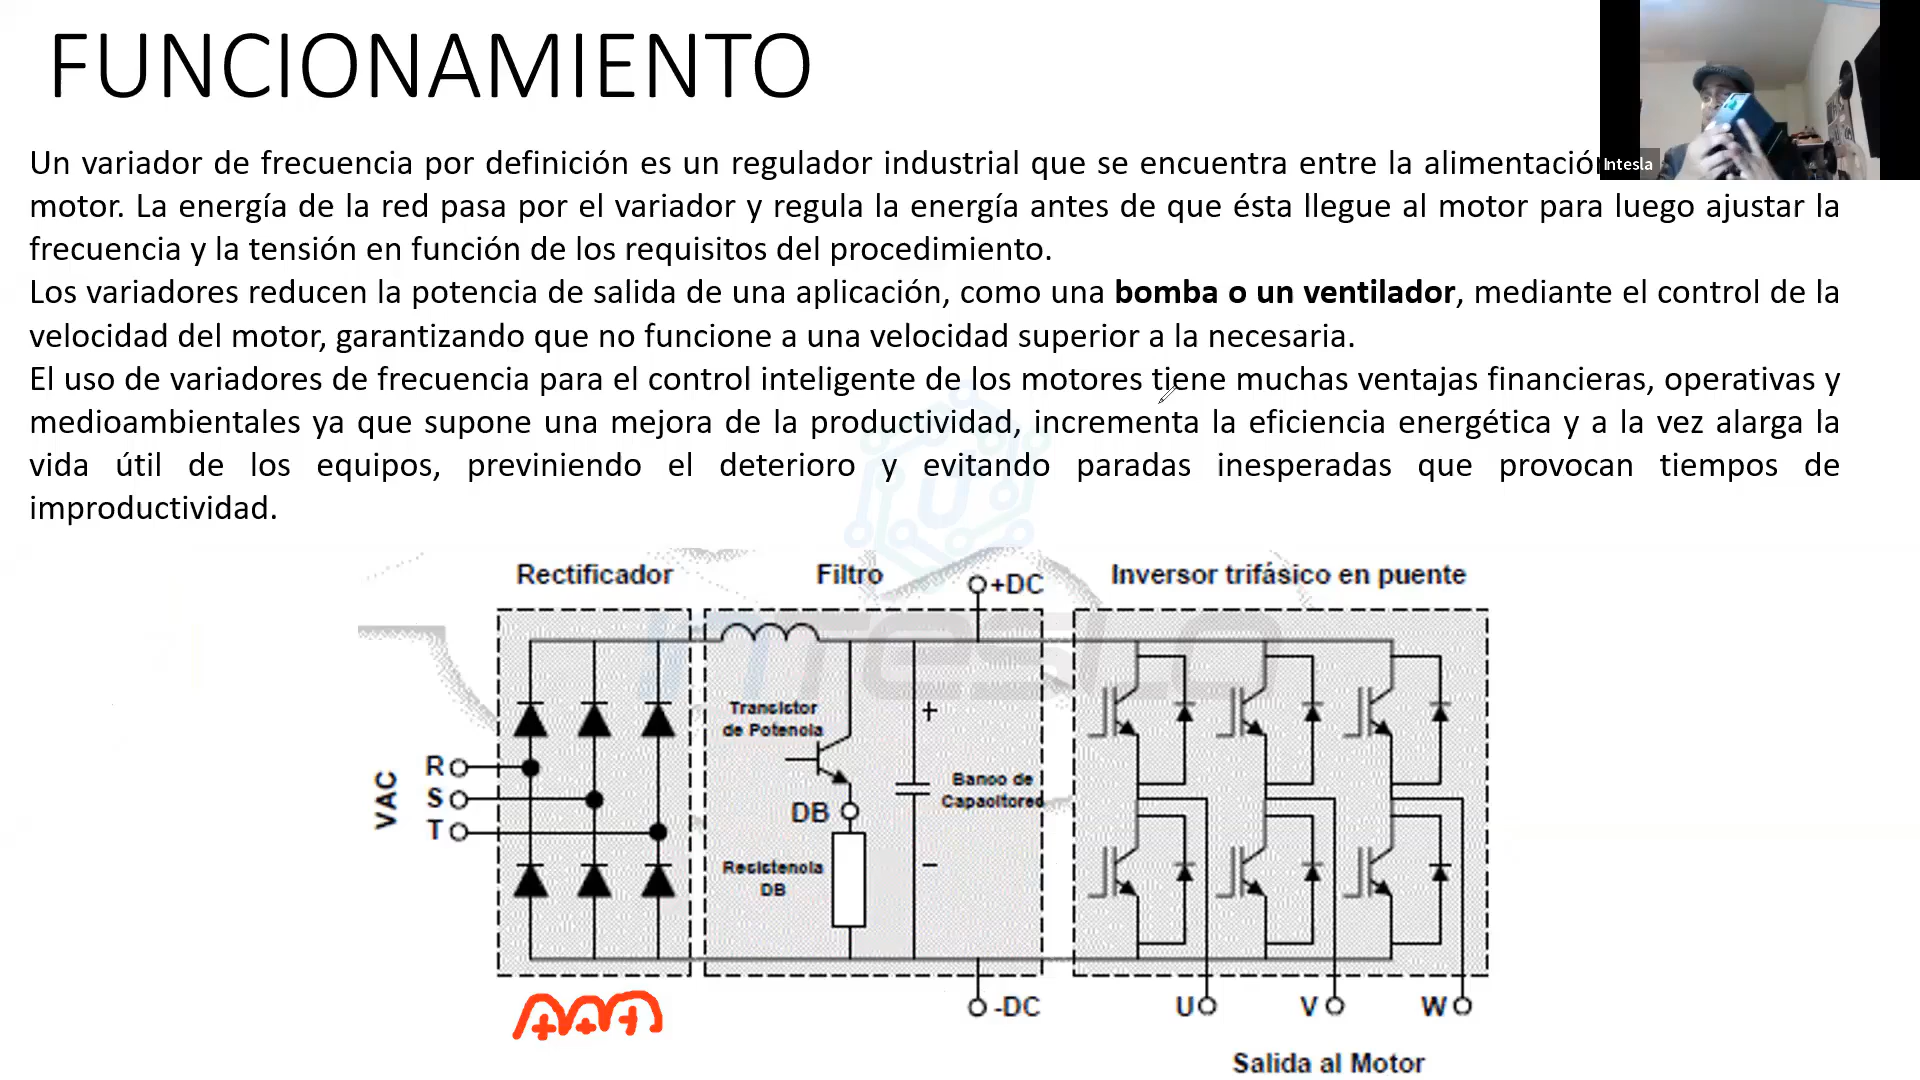 FUNCIONAMIENTO
Intesla
Un variador de frecuencia por definición es un regulador industrial que se encuentra entre la alimentación
motor. La energía de la red pasa por el variador y regula la energía antes de que ésta llegue al motor para luego ajustar la
frecuencia y la tensión en función de los requisitos del procedimiento.
Los variadores reducen la potencia de salida de una aplicación, como una bomba o un ventilador, mediante el control de la
velocidad del motor, garantizando que no funcione a una velocidad superior a la necesaria.
El uso de variadores de frecuencia para el control inteligente de los motores tiene muchas ventajas financieras, operativas y
medioambientales ya que supone una mejora de la productividad, incrementa la eficiencia energética y a la vez alarga la
vida útil de los equipos, previniendo el deterioro y evitando paradas inesperadas que provocan tiempos de
improductividad.
Rectificador
Filtro
+DC
Inversor trifásico en puente
INTESLA
Transistor
de Potencia
+
VAC
R
S
T
Banco de
Capacitores
DB
Resistencia
DB
−
-DC
U
V
W
+ + +
Salida al Motor